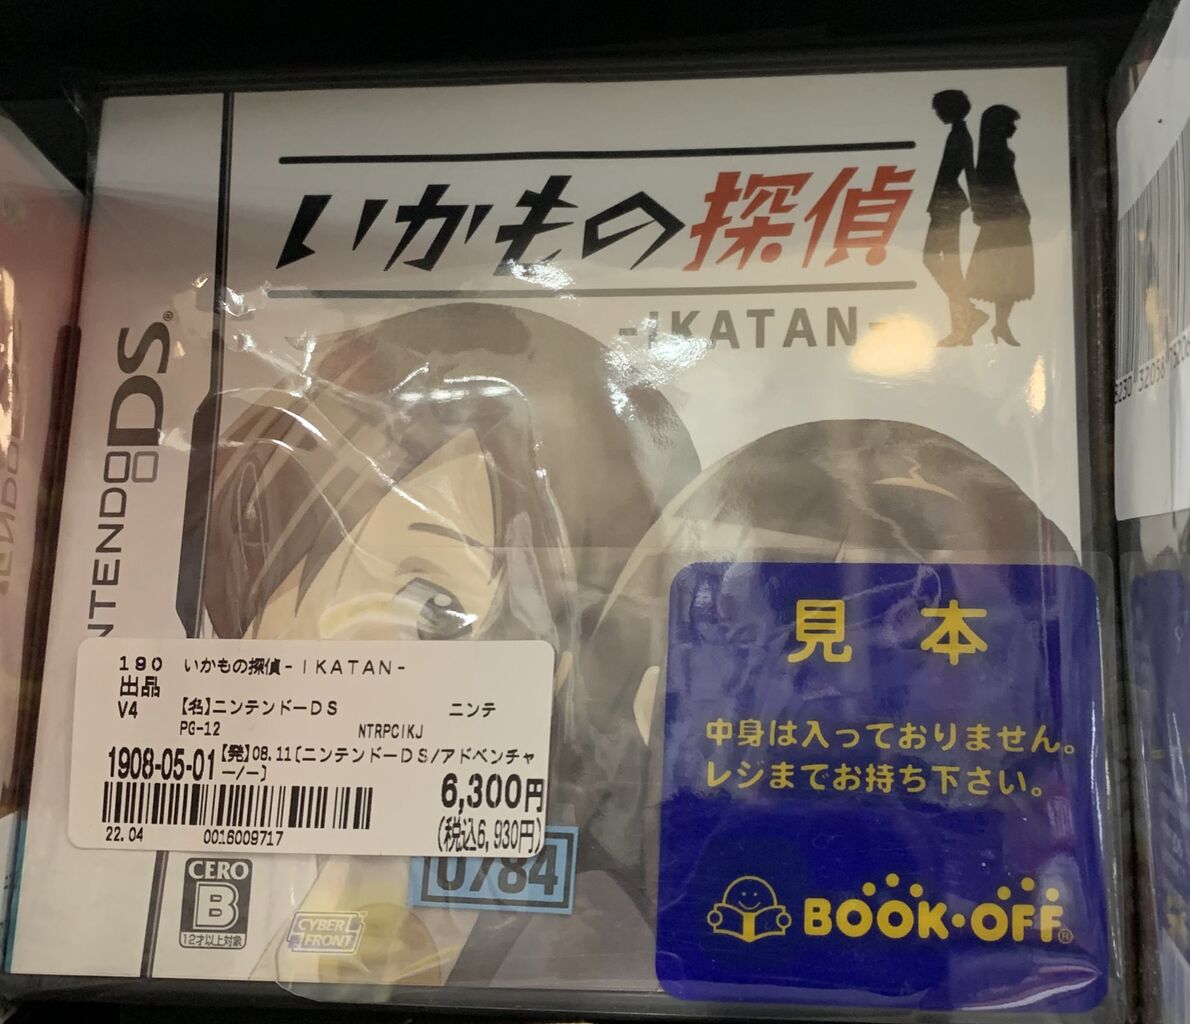 いかもの探偵
-IKATAN-
NINTENDO DS®
190 いかもの探偵-IKATAN-
出品
V4 【名】ニンテンドーDS ニンテ
PG-12 NTRPCIKJ
1908-05-01 【発】08.11〔ニンテンドーDS/アドベンチャ
ー/ー〕
6,300円
(税込6,930円)
22.04 0016009717
0784
CERO
B
12才以上対象
CYBER
FRONT
見本
中身は入っておりません。
レジまでお持ち下さい。
BOOK・OFF®